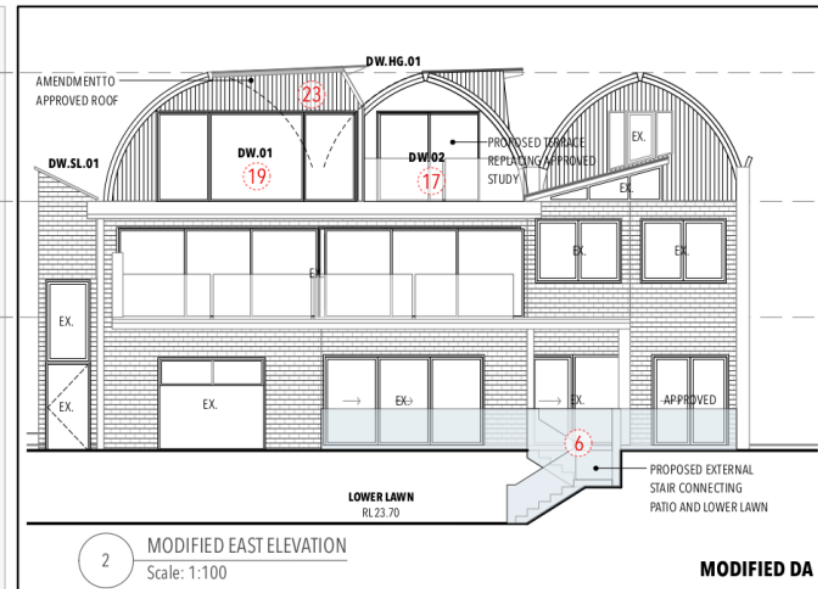 DW.HG.01
AMENDMENT TO
APPROVED ROOF
23
DW.SL.01
DW.01
19
DW.02
17
PROPOSED TERRACE
REPLACING APPROVED
STUDY
EX.
EX.
EX.
EX.
EX.
EX.
EX.
EX.
EX.
EX.
APPROVED
6
PROPOSED EXTERNAL
STAIR CONNECTING
PATIO AND LOWER LAWN
LOWER LAWN
RL 23.70
2
MODIFIED EAST ELEVATION
Scale: 1:100
MODIFIED DA